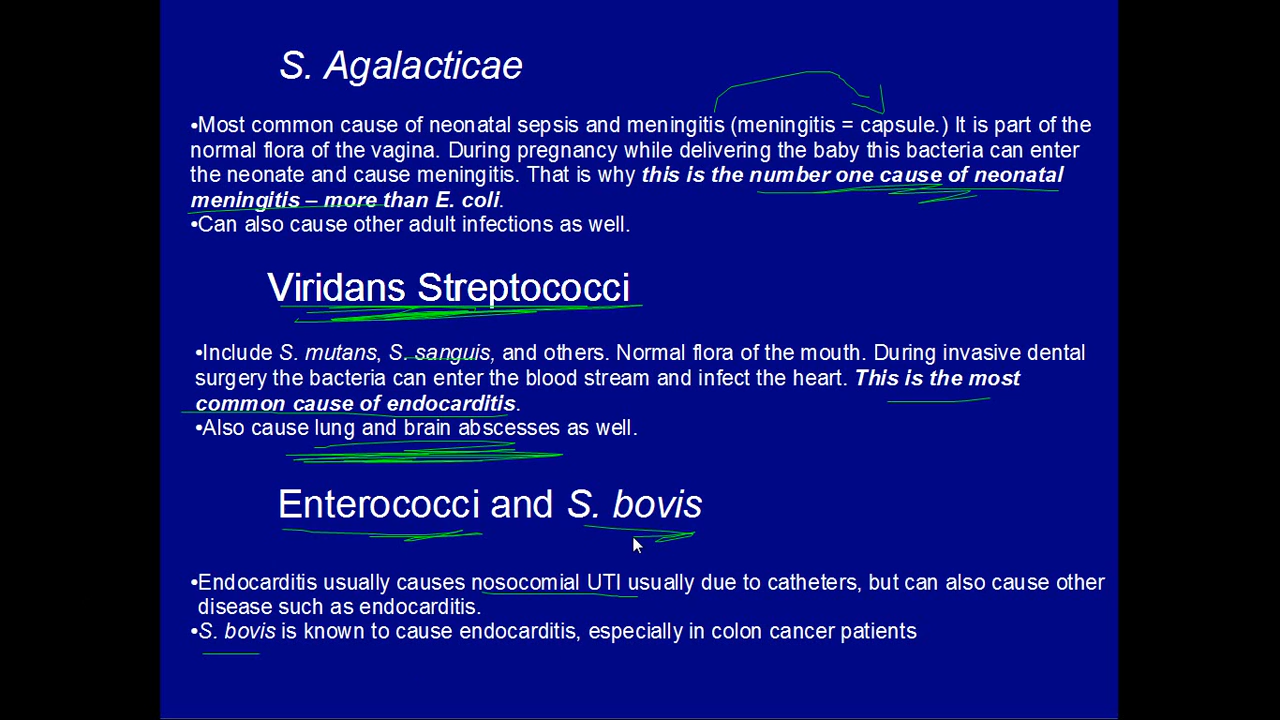 S. Agalacticae
•Most common cause of neonatal sepsis and meningitis (meningitis = capsule.) It is part of the
normal flora of the vagina. During pregnancy while delivering the baby this bacteria can enter
the neonate and cause meningitis. That is why this is the number one cause of neonatal
meningitis – more than E. coli.
•Can also cause other adult infections as well.
Viridans Streptococci
•Include S. mutans, S. sanguis, and others. Normal flora of the mouth. During invasive dental
surgery the bacteria can enter the blood stream and infect the heart. This is the most
common cause of endocarditis.
•Also cause lung and brain abscesses as well.
Enterococci and S. bovis
•Endocarditis usually causes nosocomial UTI usually due to catheters, but can also cause other
disease such as endocarditis.
•S. bovis is known to cause endocarditis, especially in colon cancer patients